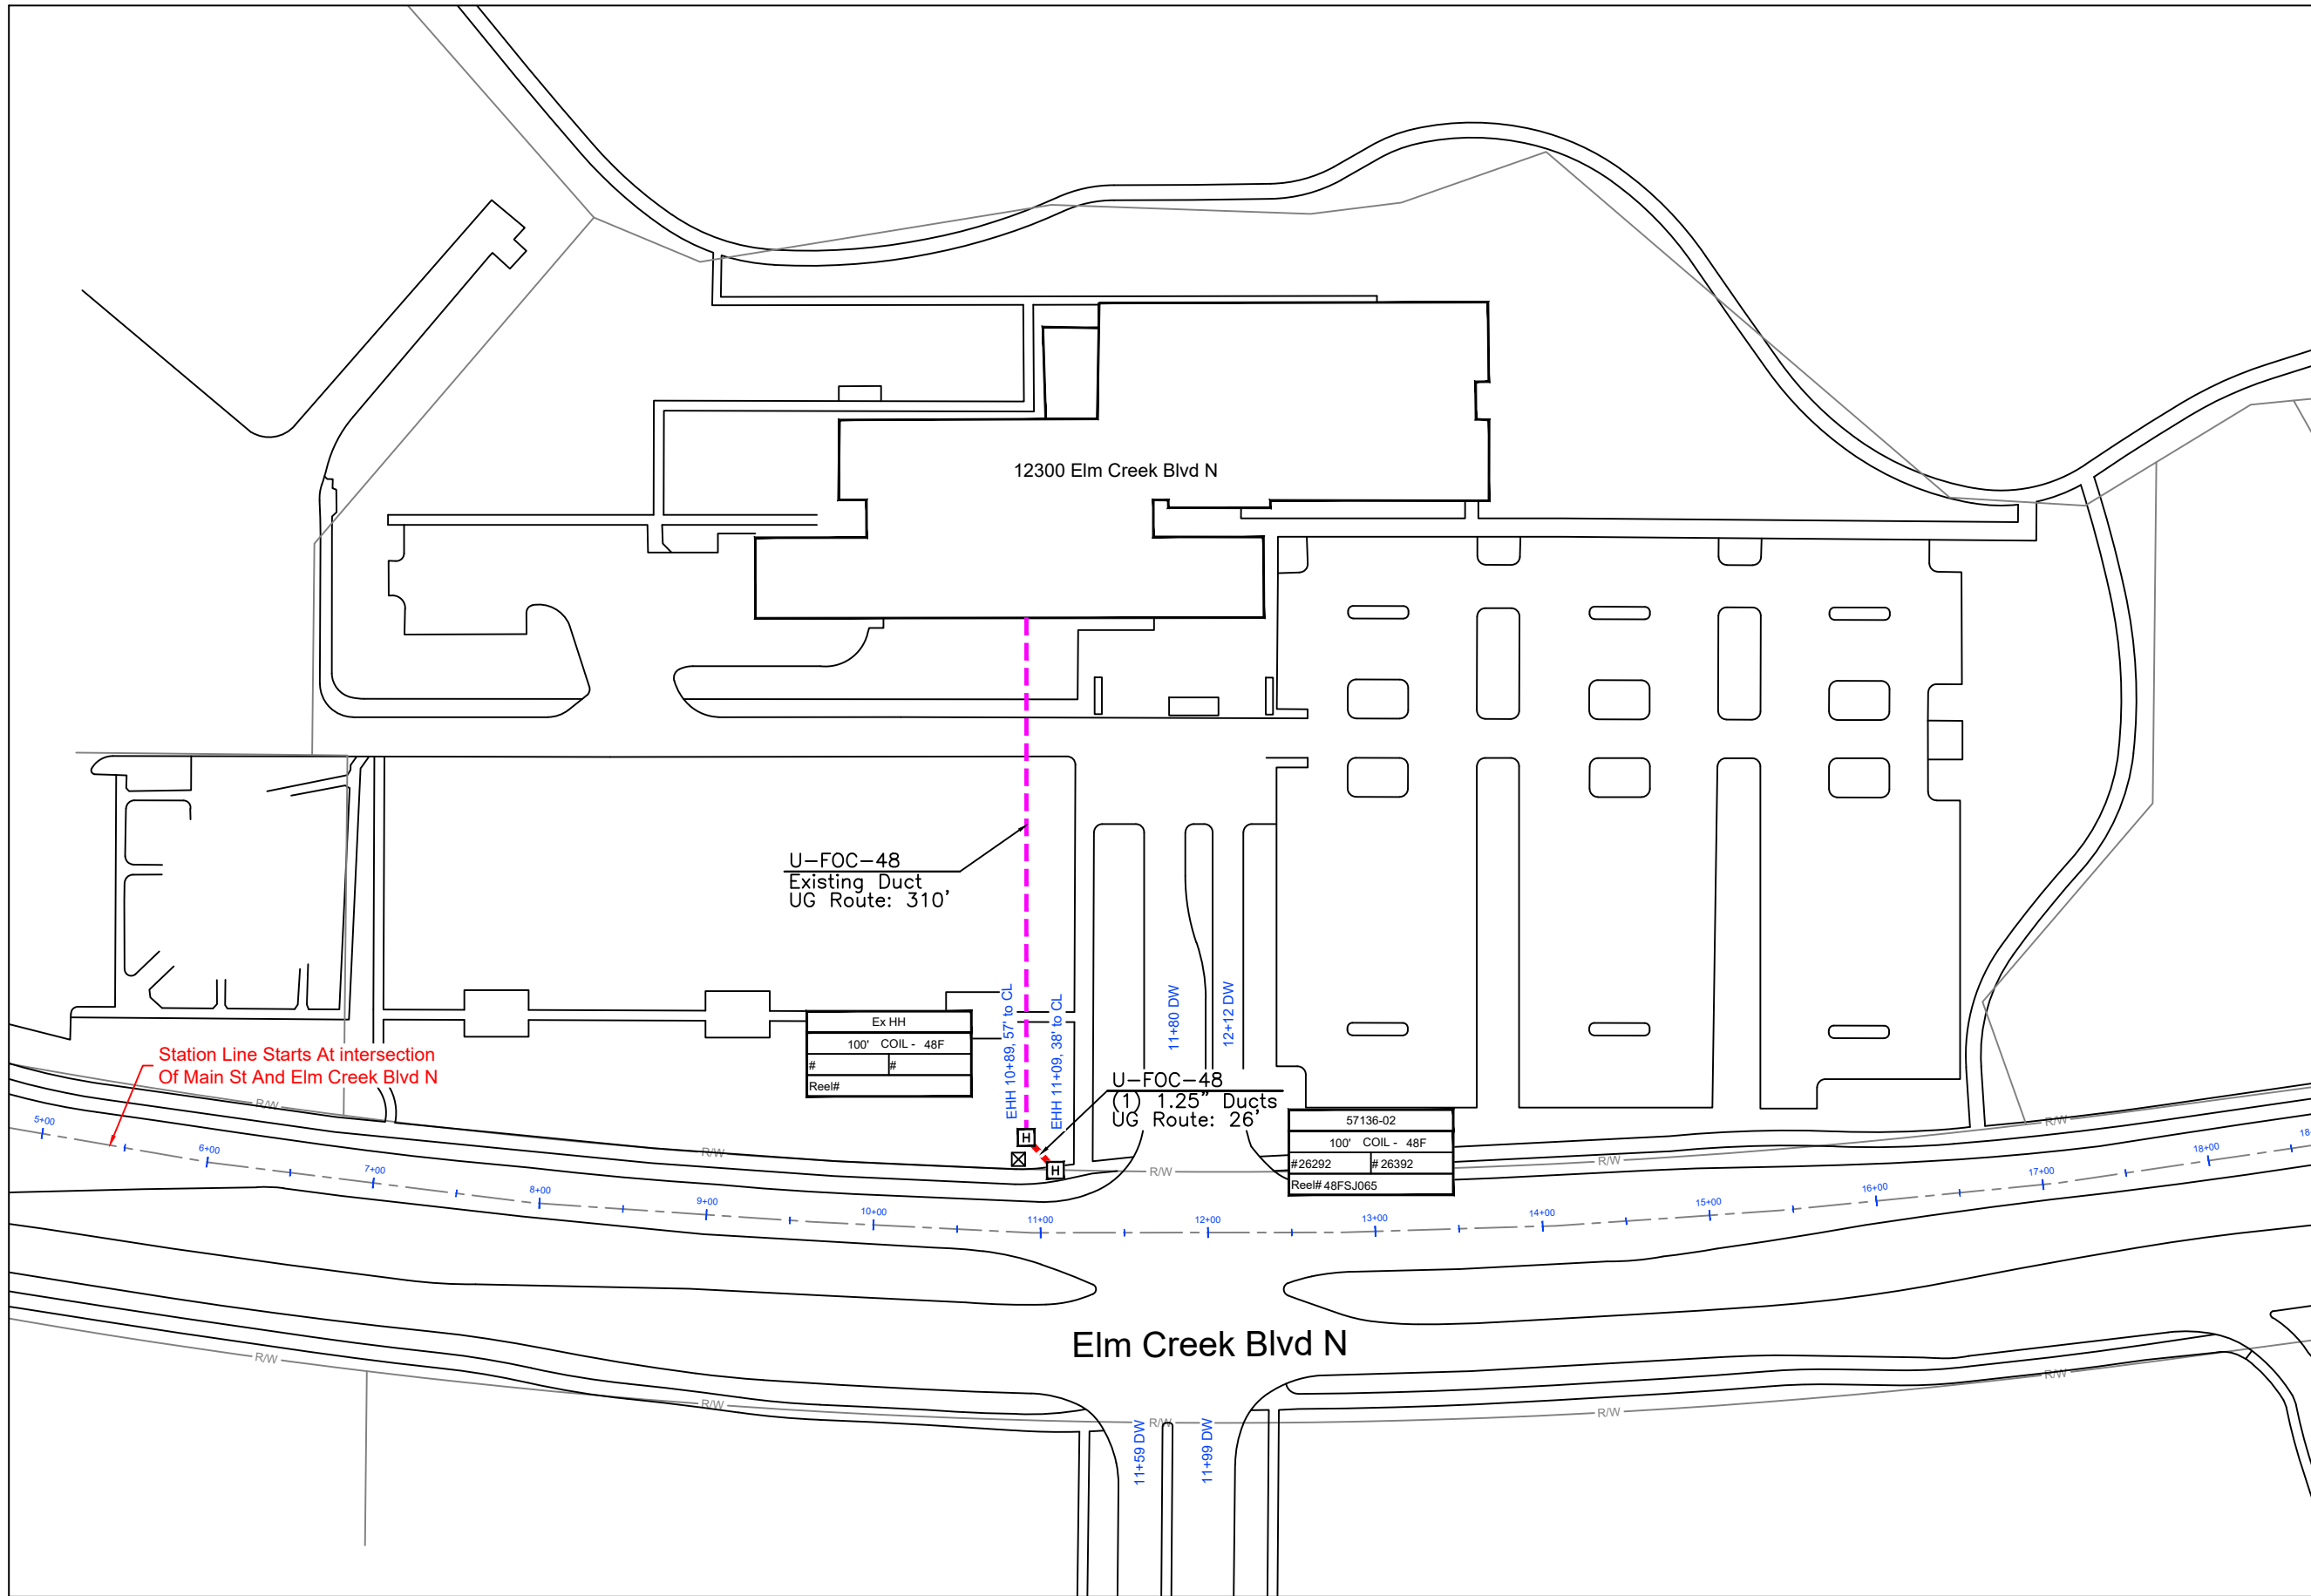 12300 Elm Creek Blvd N
U-FOC-48
Existing Duct
UG Route: 310'
EHH 10+89, 57' to CL
EHH 11+09, 38' to CL
11+80 DW
12+12 DW
Ex HH
100' COIL - 48F
# #
Reel#
Station Line Starts At intersection
Of Main St And Elm Creek Blvd N
U-FOC-48
(1) 1.25" Ducts
UG Route: 26'
57136-02
100' COIL - 48F
#26292 #26392
Reel# 48FSJ065
H
H
R/W
R/W
R/W
R/W
R/W
5+00
6+00
7+00
8+00
9+00
10+00
11+00
12+00
13+00
14+00
15+00
16+00
17+00
18+00
18
Elm Creek Blvd N
R/W
R/W
R/W
R/W
R/W
11+59 DW
11+99 DW